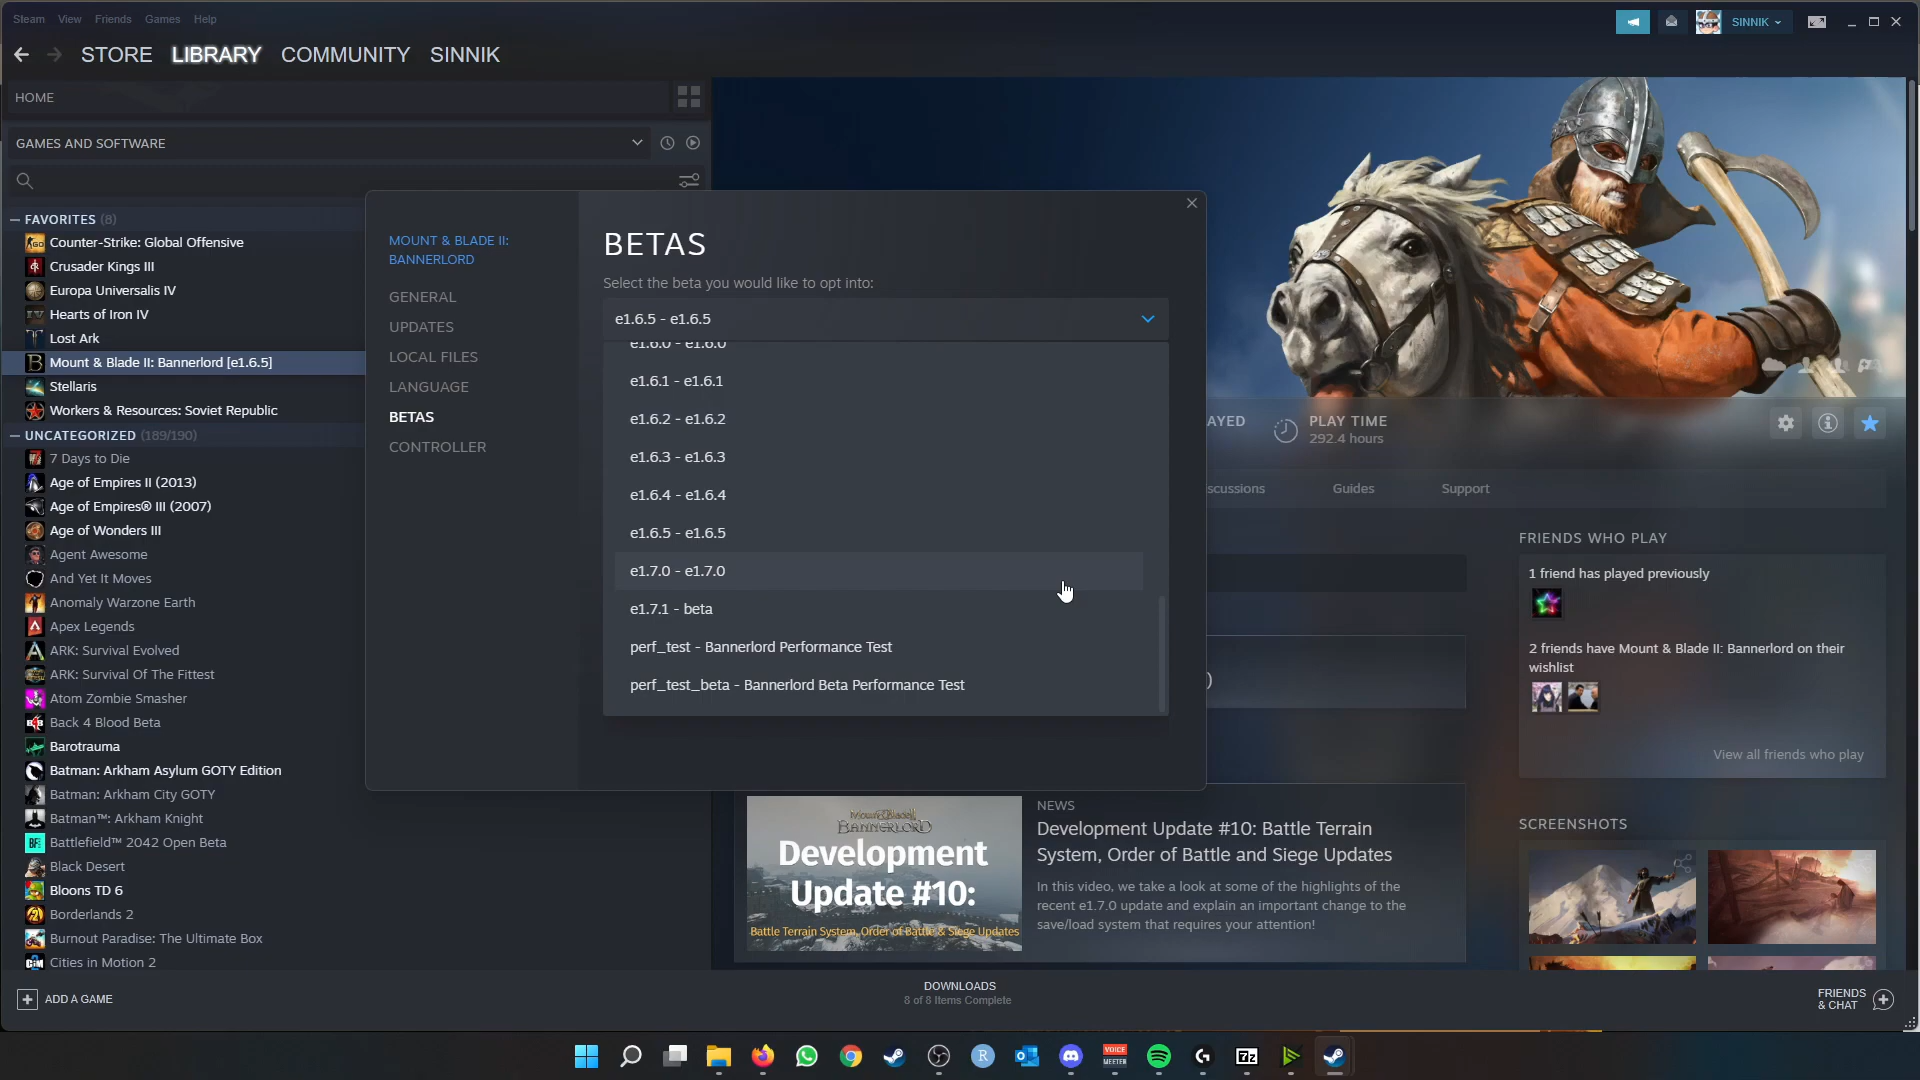 Steam View Friends Games Help
SINNIK
STORE LIBRARY COMMUNITY SINNIK
HOME
GAMES AND SOFTWARE
FAVORITES (8)
Counter-Strike: Global Offensive
Crusader Kings III
Europa Universalis IV
Hearts of Iron IV
Lost Ark
Mount & Blade II: Bannerlord [e1.6.5]
Stellaris
Workers & Resources: Soviet Republic
UNCATEGORIZED (189/190)
7 Days to Die
Age of Empires II (2013)
Age of Empires® III (2007)
Age of Wonders III
Agent Awesome
And Yet It Moves
Anomaly Warzone Earth
Apex Legends
ARK: Survival Evolved
ARK: Survival Of The Fittest
Atom Zombie Smasher
Back 4 Blood Beta
Barotrauma
Batman: Arkham Asylum GOTY Edition
Batman: Arkham City GOTY
Batman™: Arkham Knight
Battlefield™ 2042 Open Beta
Black Desert
Bloons TD 6
Borderlands 2
Burnout Paradise: The Ultimate Box
Cities in Motion 2
MOUNT & BLADE II:
BANNERLORD
GENERAL
UPDATES
LOCAL FILES
LANGUAGE
BETAS
CONTROLLER
BETAS
Select the beta you would like to opt into:
e1.6.5 - e1.6.5
e1.6.0 - e1.6.0
e1.6.1 - e1.6.1
e1.6.2 - e1.6.2
e1.6.3 - e1.6.3
e1.6.4 - e1.6.4
e1.6.5 - e1.6.5
e1.7.0 - e1.7.0
e1.7.1 - beta
perf_test - Bannerlord Performance Test
perf_test_beta - Bannerlord Beta Performance Test
AYED
PLAY TIME
292.4 hours
scussions Guides Support
FRIENDS WHO PLAY
1 friend has played previously
2 friends have Mount & Blade II: Bannerlord on their
wishlist
View all friends who play
)
Mount&Blade II
BANNERLORD
Development
Update #10:
Battle Terrain System, Order of Battle & Siege Updates
NEWS
Development Update #10: Battle Terrain
System, Order of Battle and Siege Updates
In this video, we take a look at some of the highlights of the
recent e1.7.0 update and explain an important change to the
save/load system that requires your attention!
SCREENSHOTS
ADD A GAME
DOWNLOADS
8 of 8 Items Complete
FRIENDS
& CHAT
R
VOICE
MEETER
7z